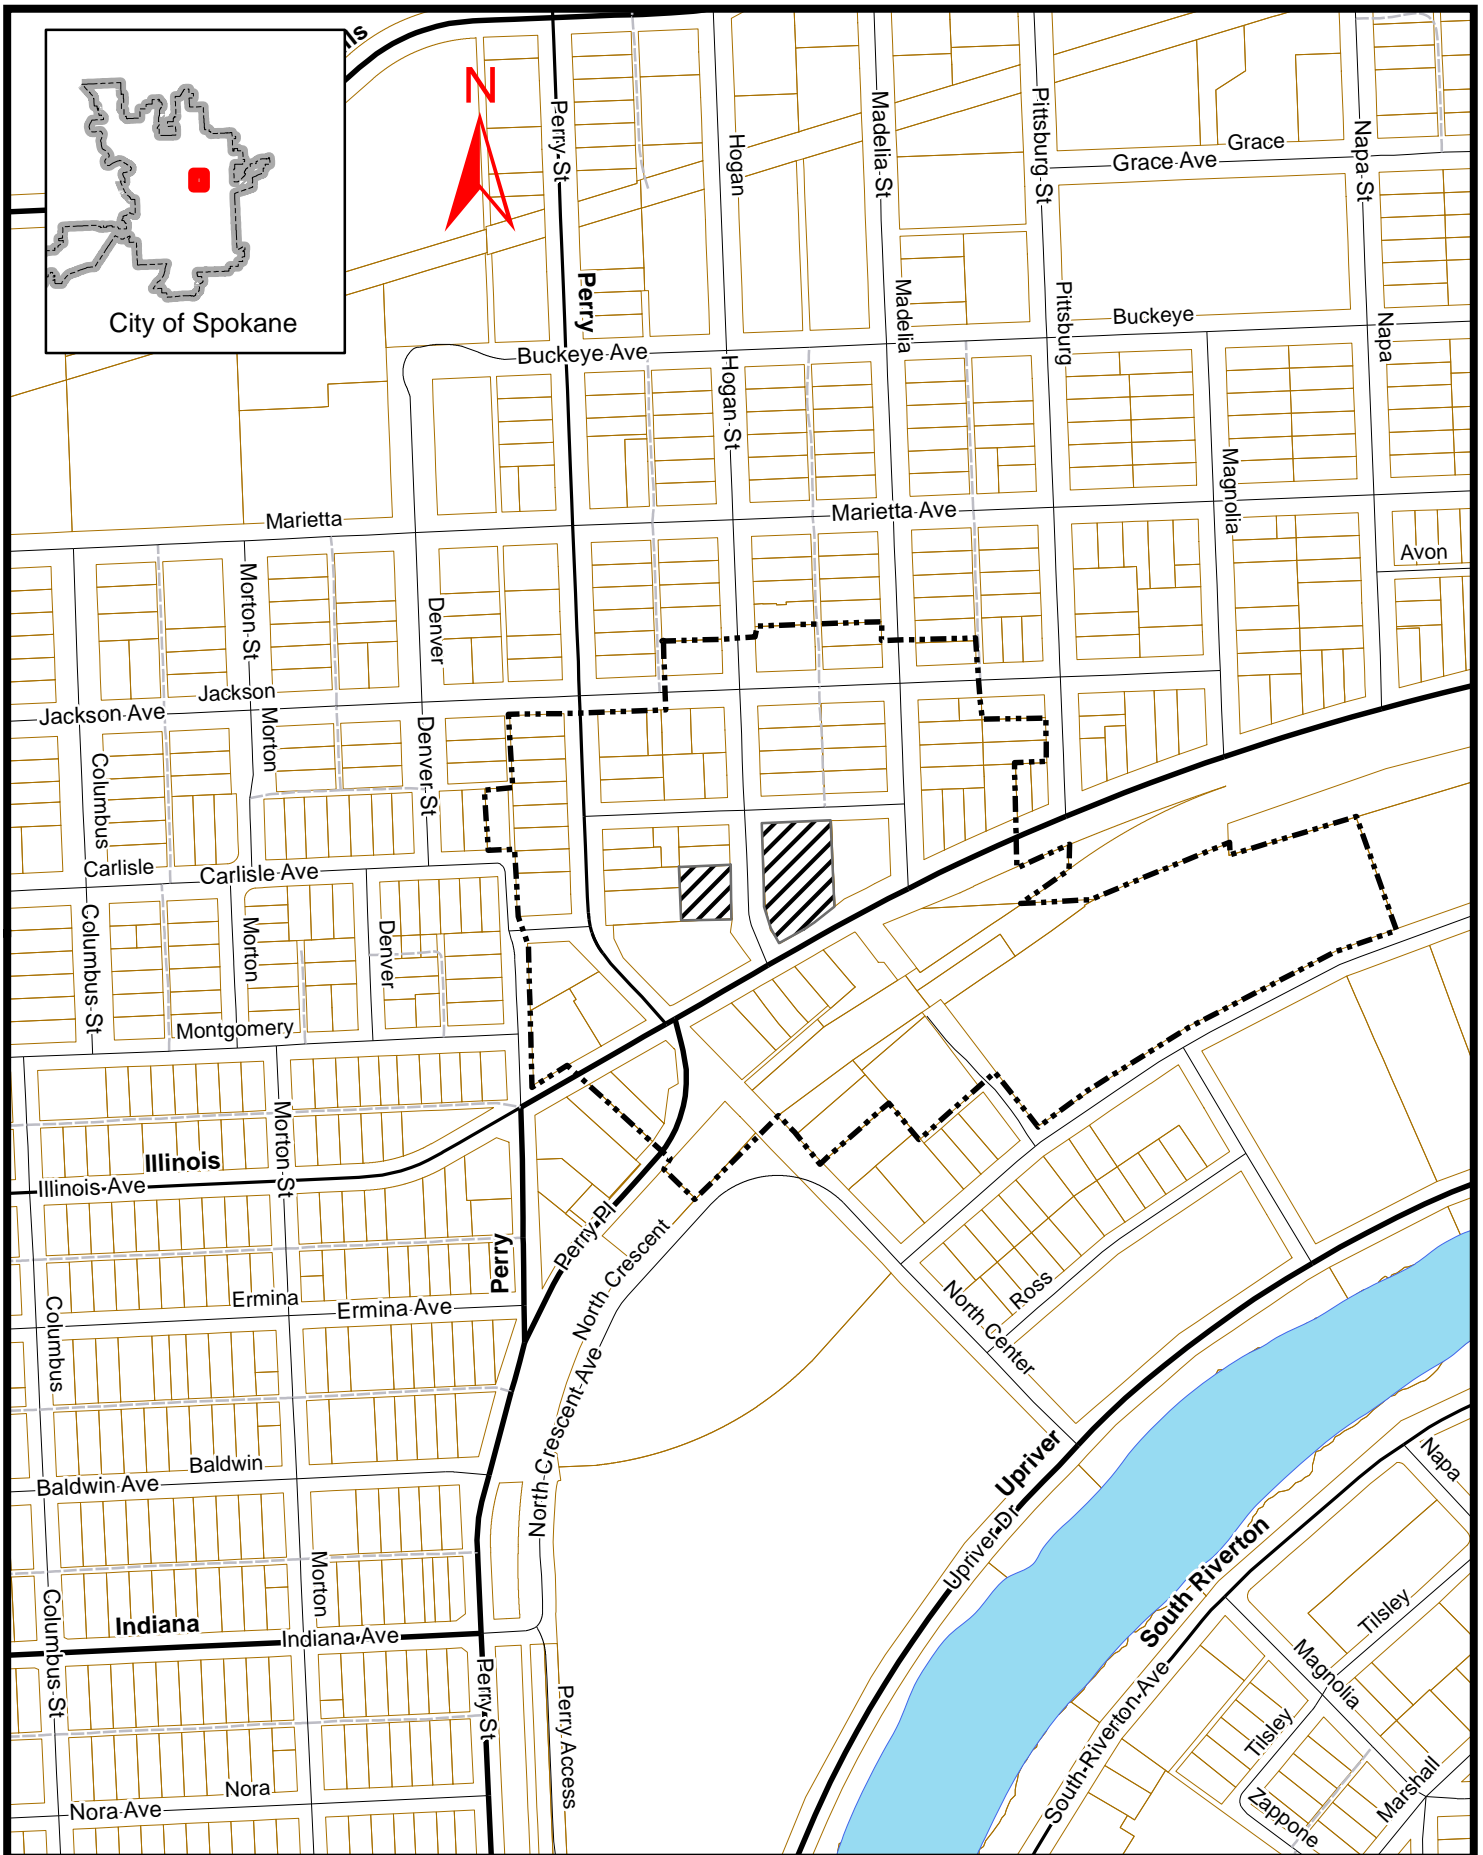 lls
N
City of Spokane
Perry St
Hogan
Madelia St
Pittsburg St
Napa St
Grace
Grace Ave
Perry
Madelia
Pittsburg
Buckeye
Napa
Buckeye Ave
Hogan St
Magnolia
Marietta
Marietta Ave
Avon
Morton St
Denver
Jackson
Jackson Ave
Morton
Denver St
Columbus
Carlisle
Carlisle Ave
Columbus St
Morton
Denver
Montgomery
Morton St
Illinois
Illinois Ave
Perry Pl
North Crescent
Perry
Ross
North Center
Ermina
Ermina Ave
Columbus
North Crescent Ave
Baldwin
Baldwin Ave
Upriver
Upriver Dr
Napa
South Riverton
Tilsley
Morton
Columbus St
Indiana
Indiana Ave
Perry St
Perry Access
South Riverton Ave
Magnolia
Tilsley
Zappone
Marshall
Nora
Nora Ave